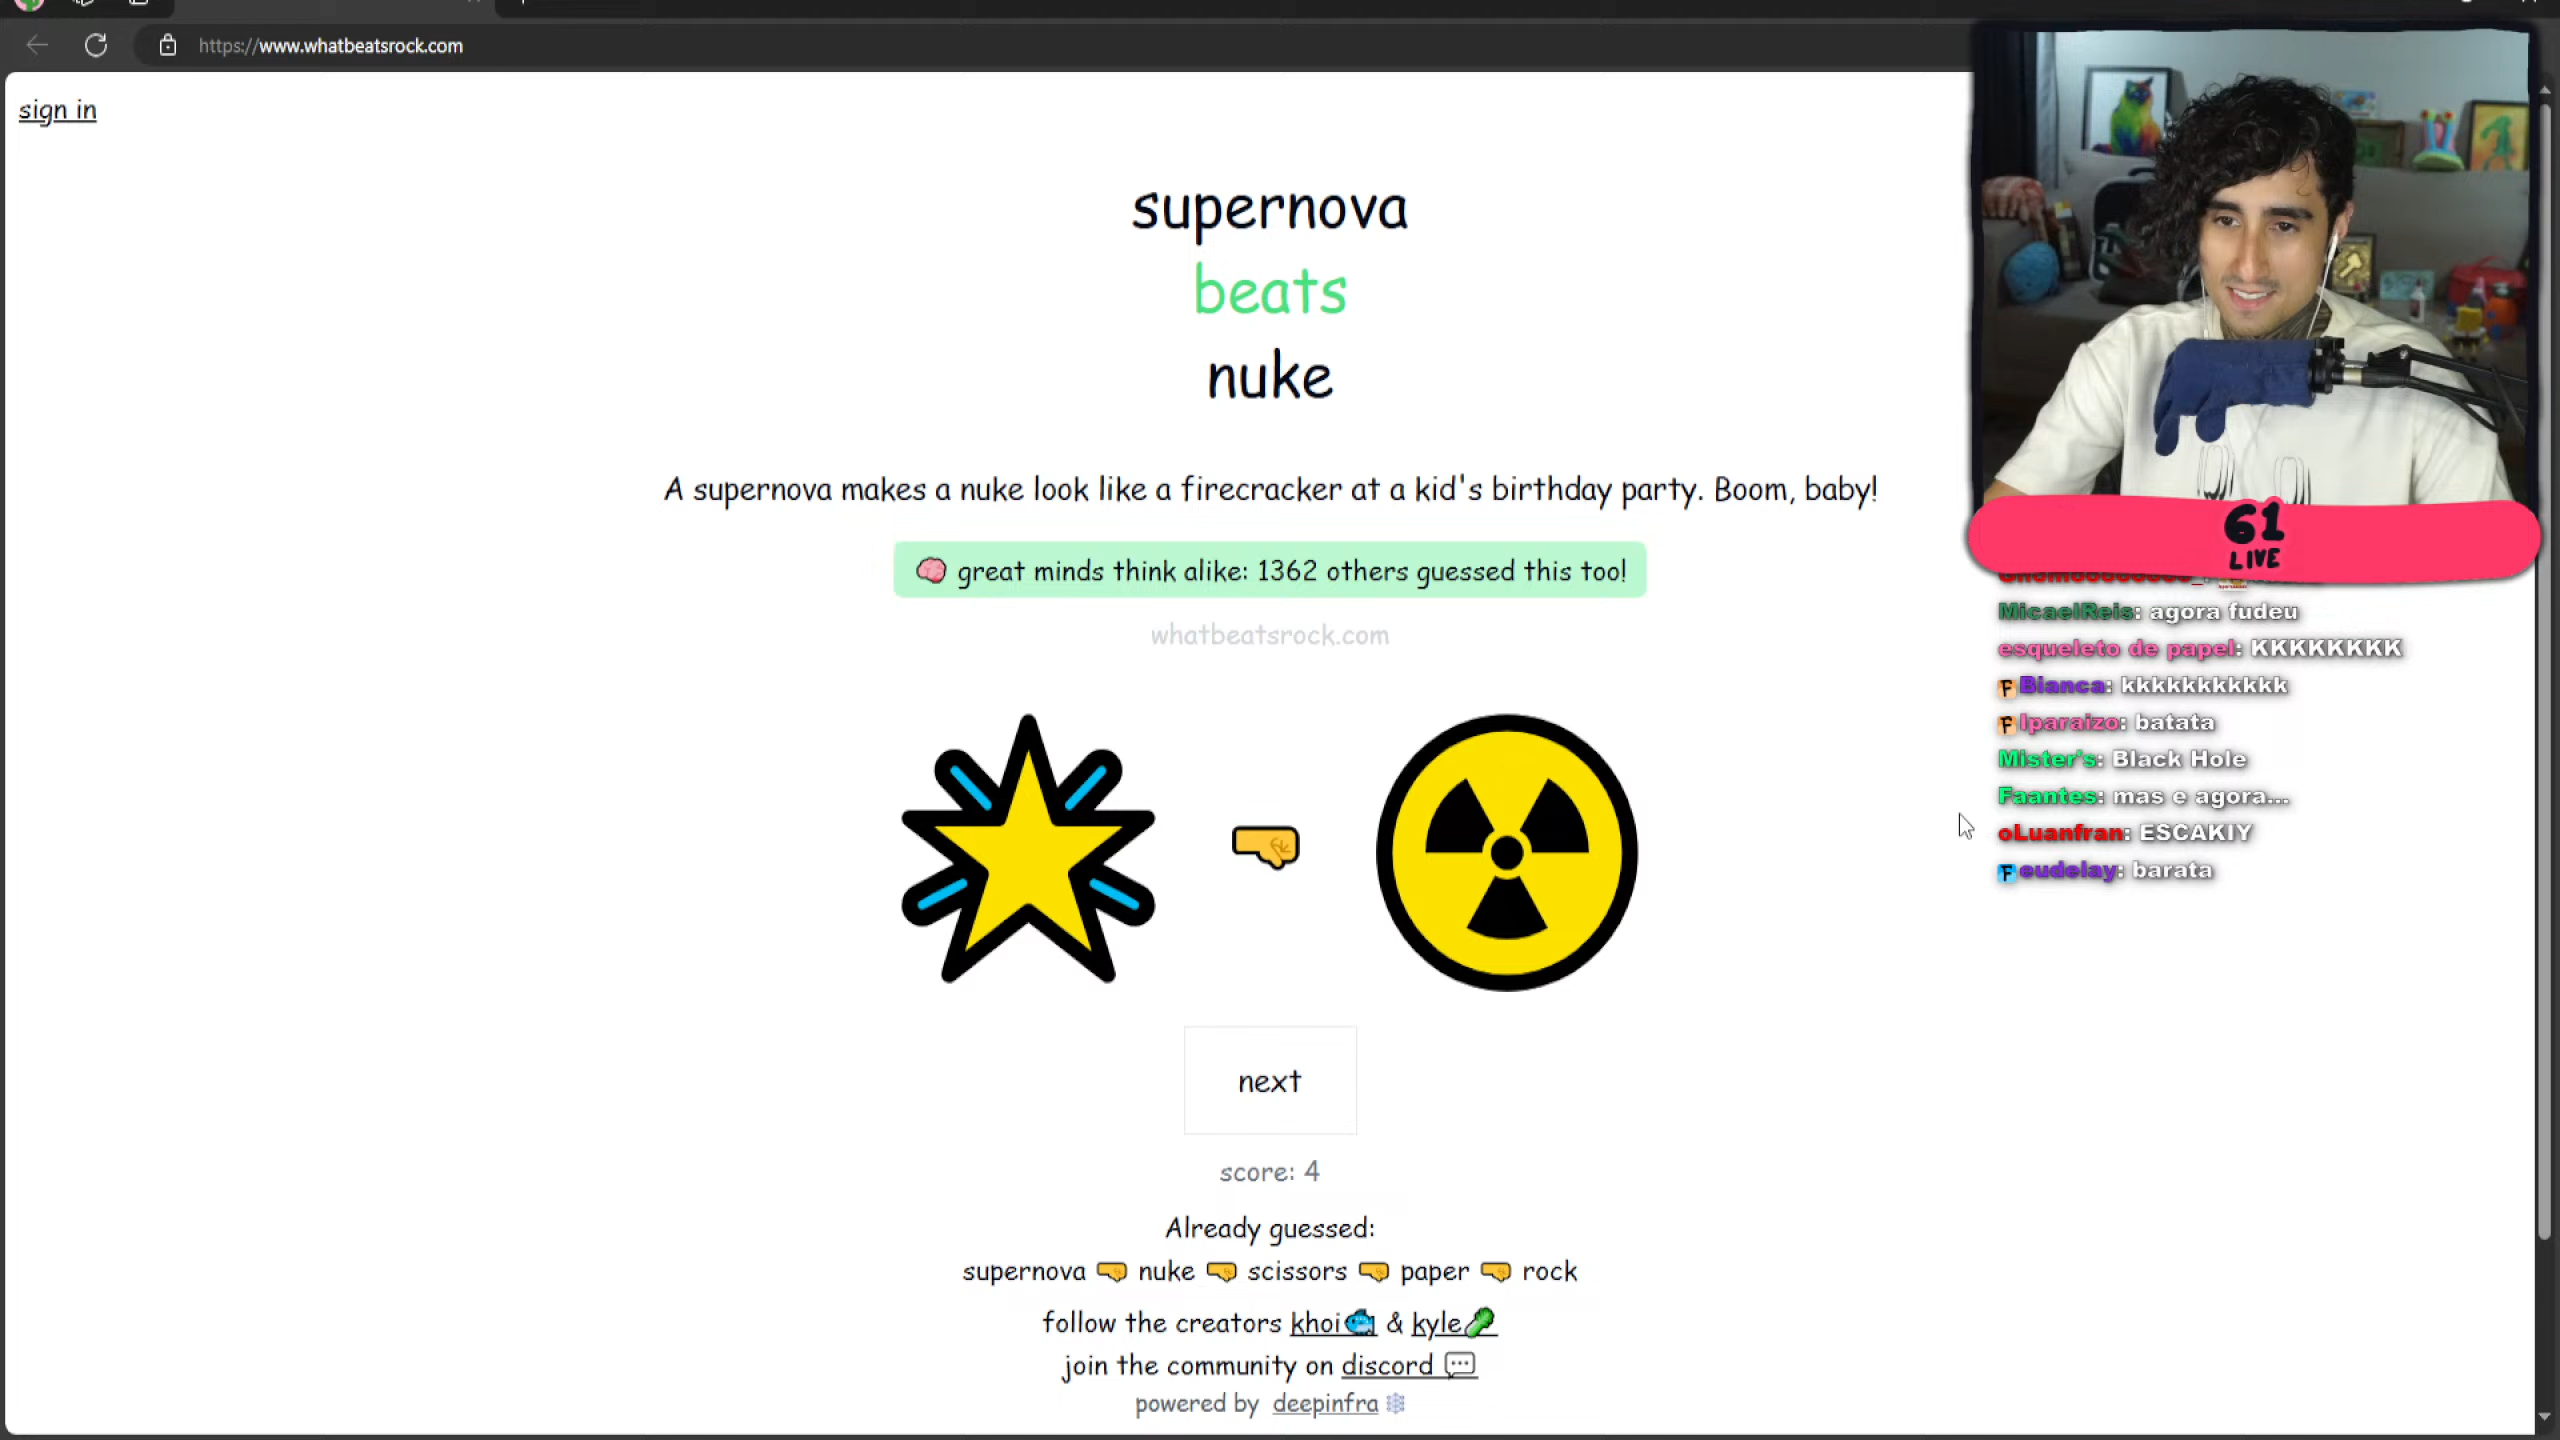 https://www.whatbeatsrock.com
sign in
supernova
beats
nuke
A supernova makes a nuke look like a firecracker at a kid's birthday party. Boom, baby!
great minds think alike: 1362 others guessed this too!
whatbeatsrock.com
next
score: 4
Already guessed:
supernova nuke scissors paper rock
follow the creators khoi & kyle
join the community on discord
powered by deepinfra
61
LIVE
MicaelReis: agora fudeu
esqueleto de papel: KKKKKKKK
F Bianca: kkkkkkkkkkk
F lparaizo: batata
Mister's: Black Hole
Faantes: mas e agora...
oLuanfran: ESCAKIY
F eudelay: barata